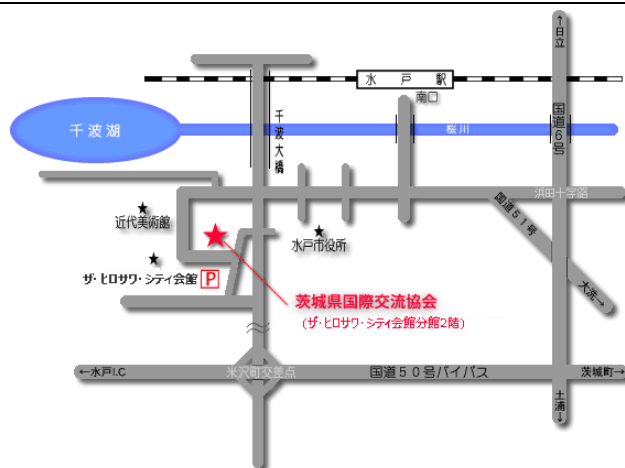 ↑日立
水戸駅
南口
国道6号
千波湖
千波大橋
桜川
浜田十字路
国道51号
近代美術館
水戸市役所
ザ・ヒロサワ・シティ会館 P
大洗→
茨城県国際交流協会
(ザ・ヒロサワ・シティ会館分館2階)
←水戸I.C
米沢町交差点
国道50号バイパス
茨城町→
土浦→